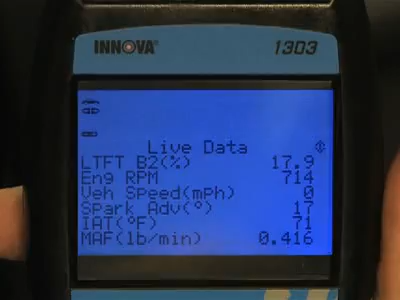 INNOVA 1303
Live Data
LTFT B2(%) 17.9
Eng RPM 714
Veh Speed(mph) 0
Spark Adv(°) 17
IAT(°F) 71
MAF(lb/min) 0.416